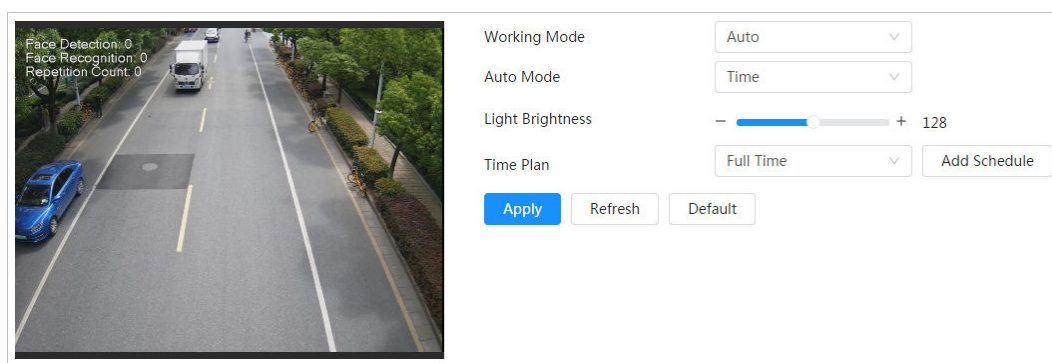 Face Detection: 0
Face Recognition: 0
Repetition Count: 0
Working Mode Auto
Auto Mode Time
Light Brightness − + 128
Time Plan Full Time Add Schedule
Apply Refresh Default